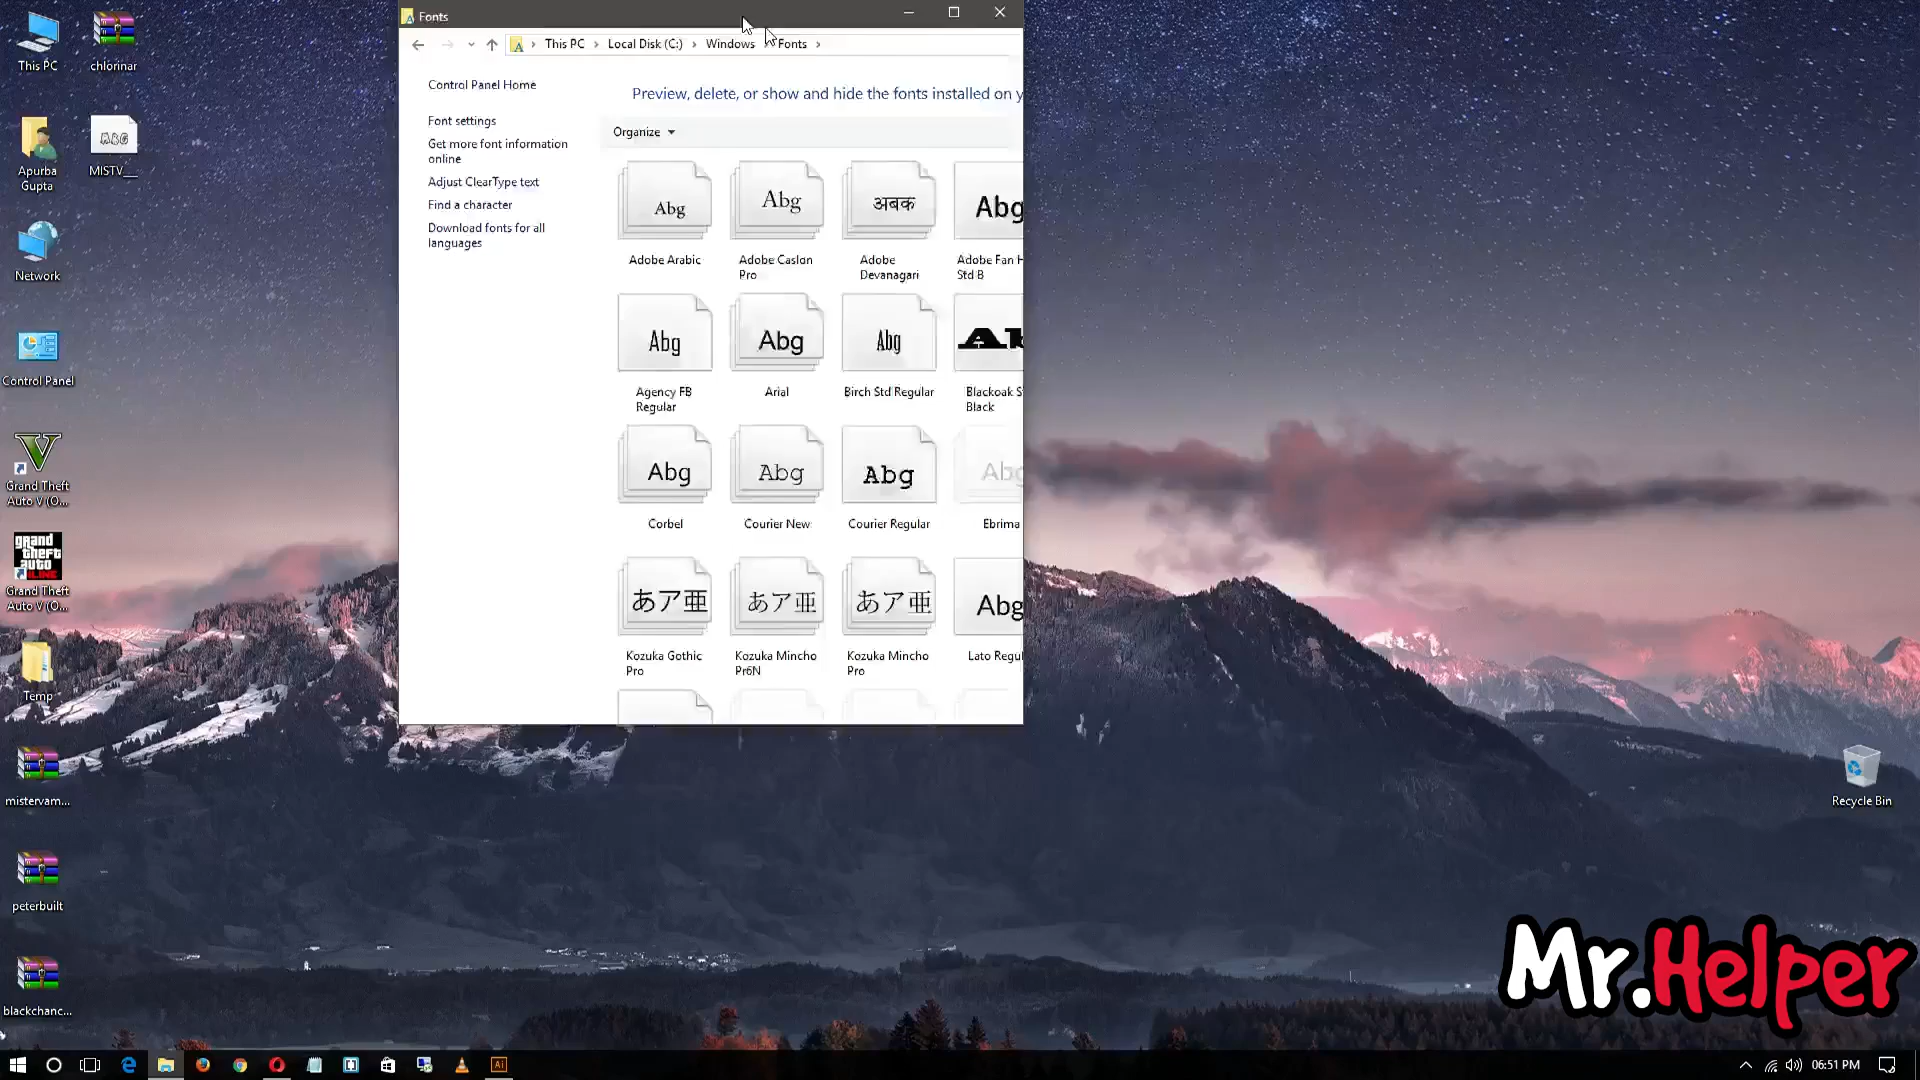 Fonts
This PC
Local Disk (C:)
Windows
Fonts
Control Panel Home
Font settings
Get more font information
online
Adjust ClearType text
Find a character
Download fonts for all
languages
Preview, delete, or show and hide the fonts installed on y
Organize
Abg
Adobe Arabic
Abg
Adobe Caslon
Pro
अबक
Adobe
Devanagari
Abg
Adobe Fan H
Std B
Abg
Agency FB
Regular
Abg
Arial
Abg
Birch Std Regular
Blackoak S
Black
Abg
Corbel
Abg
Courier New
Abg
Courier Regular
Abg
Ebrima
あア亜
Kozuka Gothic
Pro
あア亜
Kozuka Mincho
Pr6N
あア亜
Kozuka Mincho
Pro
Abg
Lato Regul
This PC
chlorinar
Apurba
Gupta
ABG
MISTV__
Network
Control Panel
Grand Theft
Auto V (O...
grand
theft
auto
Grand Theft
Auto V (O...
Temp
mistervam...
peterbuilt
blackchanc...
Recycle Bin
Mr.Helper
Ai
06:51 PM